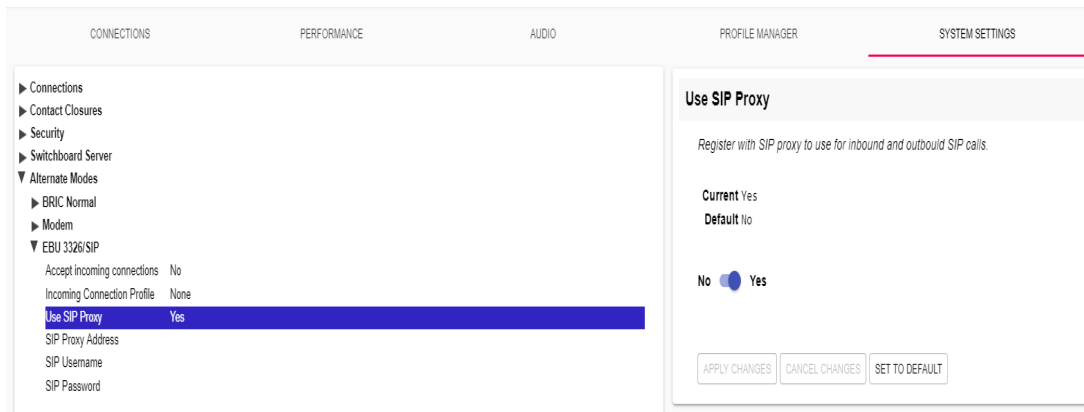 CONNECTIONS PERFORMANCE AUDIO PROFILE MANAGER SYSTEM SETTINGS
Connections
Contact Closures
Security
Switchboard Server
Alternate Modes
BRIC Normal
Modem
EBU 3326/SIP
Accept incoming connections No
Incoming Connection Profile None
Use SIP Proxy Yes
SIP Proxy Address
SIP Username
SIP Password
Use SIP Proxy
Register with SIP proxy to use for inbound and outbould SIP calls.
Current Yes
Default No
No Yes
APPLY CHANGES CANCEL CHANGES SET TO DEFAULT